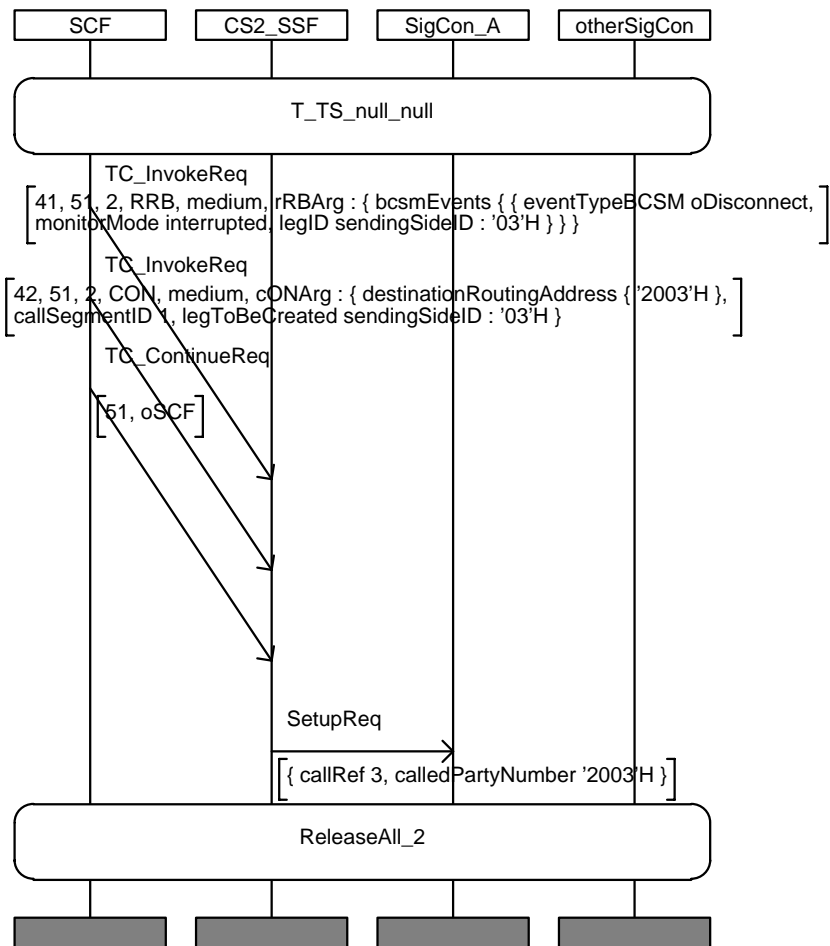 SCF CS2_SSF SigCon_A otherSigCon
T_TS_null_null
TC_InvokeReq
41, 51, 2, RRB, medium, rRBArg : { bcsmEvents { { eventTypeBCSM oDisconnect,
monitorMode interrupted, legID sendingSideID : '03'H } } }
TC_InvokeReq
42, 51, 2, CON, medium, cONArg : { destinationRoutingAddress { '2003'H },
callSegmentID 1, legToBeCreated sendingSideID : '03'H }
TC_ContinueReq
51, oSCF
SetupReq
{ callRef 3, calledPartyNumber '2003'H }
ReleaseAll_2